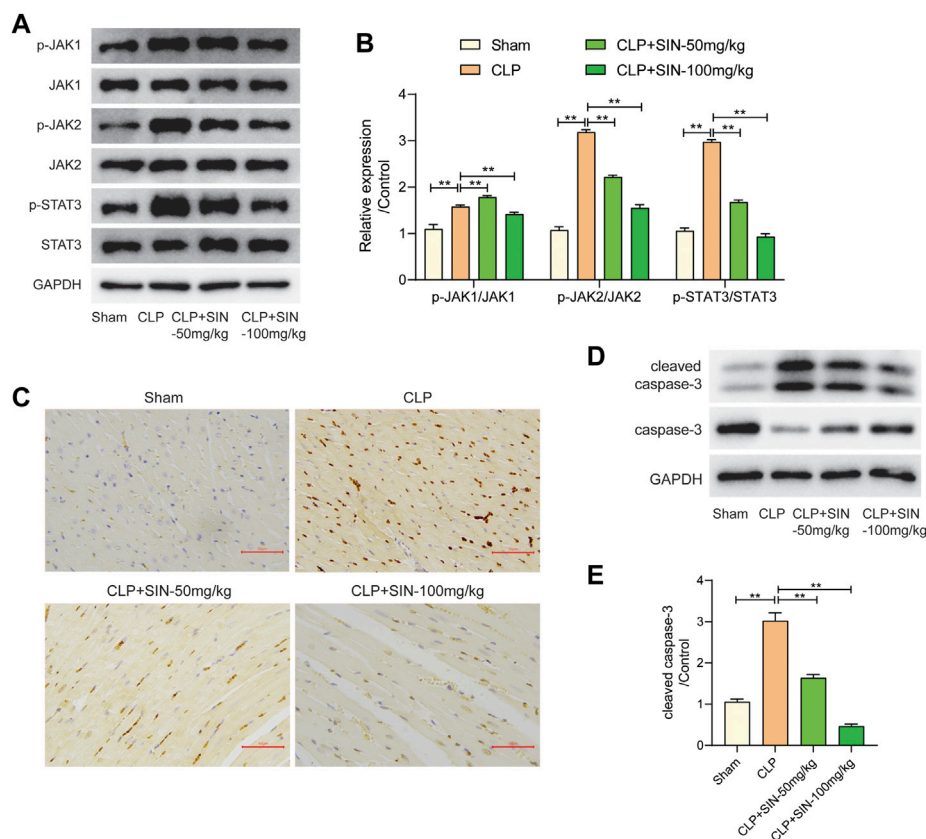 A
p-JAK1
JAK1
p-JAK2
JAK2
p-STAT3
STAT3
GAPDH
Sham CLP CLP+SIN CLP+SIN
-50mg/kg -100mg/kg
B
Sham CLP+SIN-50mg/kg
CLP CLP+SIN-100mg/kg
Relative expression
/Control
4
3
2
1
0
** ** **
** ** **
** ** **
p-JAK1/JAK1 p-JAK2/JAK2 p-STAT3/STAT3
C
Sham CLP
CLP+SIN-50mg/kg CLP+SIN-100mg/kg
D
cleaved
caspase-3
caspase-3
GAPDH
Sham CLP CLP+SIN CLP+SIN
-50mg/kg -100mg/kg
E
cleaved caspase-3
/Control
4
3
2
1
0
**
** **
Sham
CLP
CLP+SIN-50mg/kg
CLP+SIN-100mg/kg